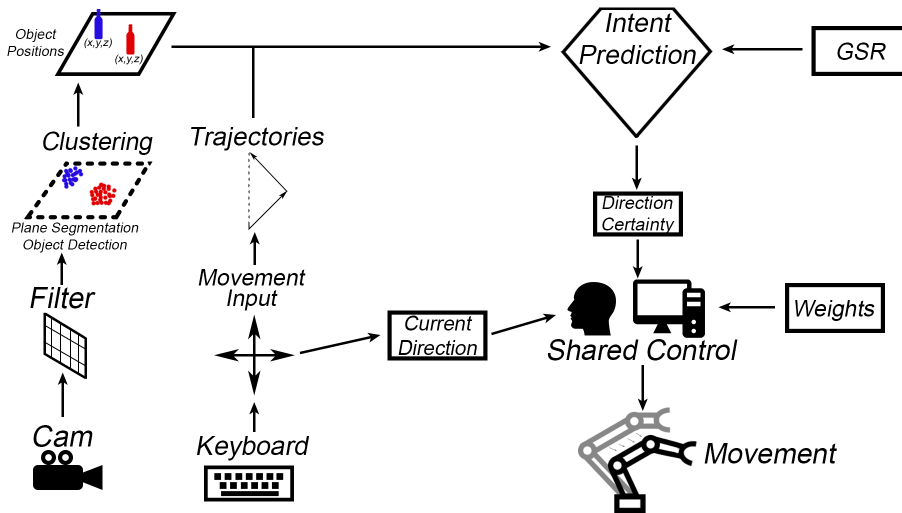 Object
Positions
(x,y,z)
(x,y,z)
Intent
Prediction
GSR
Clustering
Trajectories
Plane Segmentation
Object Detection
Direction
Certainty
Movement
Input
Filter
Current
Direction
Weights
Shared Control
Cam
Keyboard
Movement